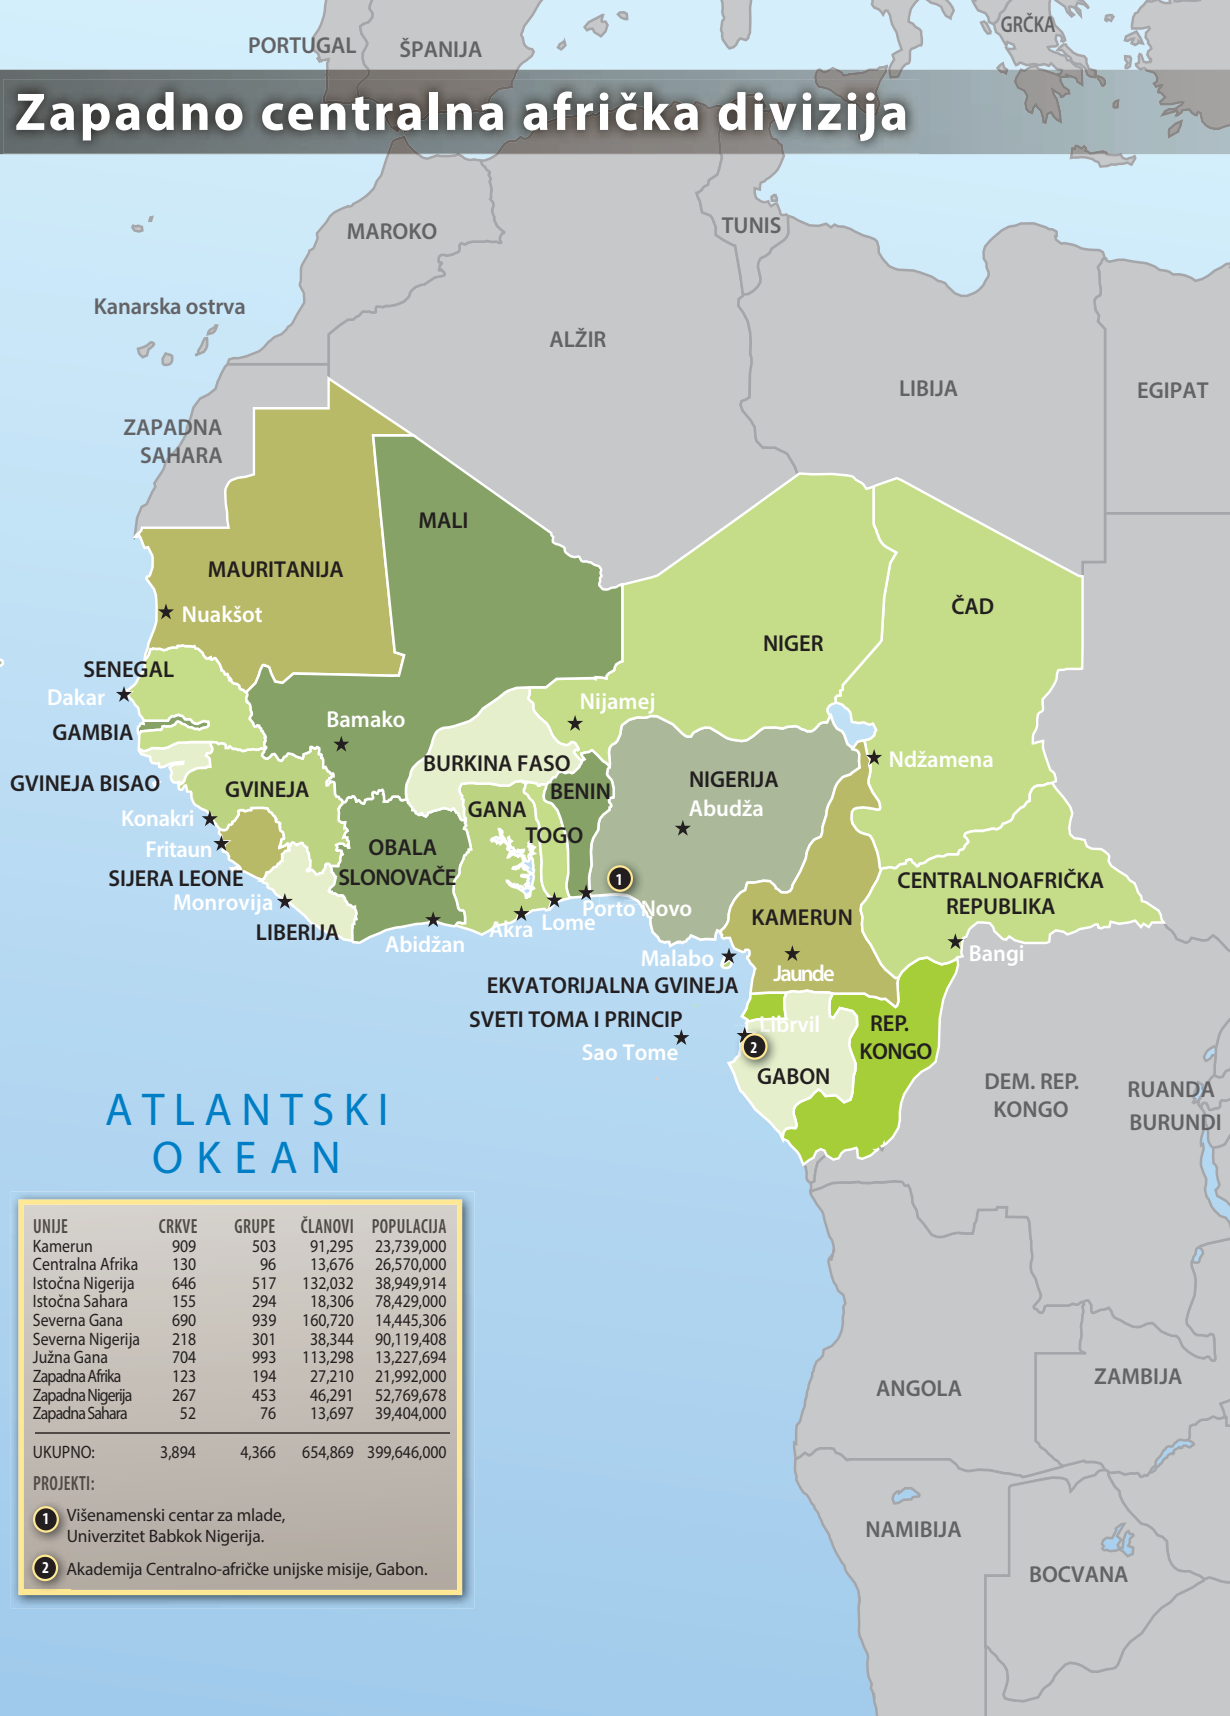 PORTUGAL
ŠPANIJA
GRČKA
Zapadno centralna afrička divizija
MAROKO
TUNIS
Kanarska ostrva
ALŽIR
LIBIJA
EGIPAT
ZAPADNA
SAHARA
MALI
MAURITANIJA
Nuakšot
ČAD
NIGER
SENEGAL
Dakar
Nijamej
Bamako
GAMBIA
BURKINA FASO
Ndžamena
NIGERIJA
GVINEJA BISAO
GVINEJA
BENIN
Abudža
GANA
Konakri
TOGO
Fritaun
OBALA
SLONOVAČE
SIJERA LEONE
1
CENTRALNOAFRIČKA
REPUBLIKA
Monrovija
Porto Novo
KAMERUN
LIBERIJA
Akra
Lome
Abidžan
Malabo
Bangi
Jaunde
EKVATORIJALNA GVINEJA
SVETI TOMA I PRINCIP
Librvil
REP.
KONGO
Sao Tome
2
GABON
DEM. REP.
KONGO
RUANDA
BURUNDI
ATLANTSKI
OKEAN
UNIJE CRKVE GRUPE ČLANOVI POPULACIJA
Kamerun 909 503 91,295 23,739,000
Centralna Afrika 130 96 13,676 26,570,000
Istočna Nigerija 646 517 132,032 38,949,914
Istočna Sahara 155 294 18,306 78,429,000
Severna Gana 690 939 160,720 14,445,306
Severna Nigerija 218 301 38,344 90,119,408
Južna Gana 704 993 113,298 13,227,694
Zapadna Afrika 123 194 27,210 21,992,000
Zapadna Nigerija 267 453 46,291 52,769,678
Zapadna Sahara 52 76 13,697 39,404,000
UKUPNO: 3,894 4,366 654,869 399,646,000
PROJEKTI:
1 Višenamenski centar za mlade,
Univerzitet Babkok Nigerija.
2 Akademija Centralno-afričke unijske misije, Gabon.
ANGOLA
ZAMBIJA
NAMIBIJA
BOCVANA